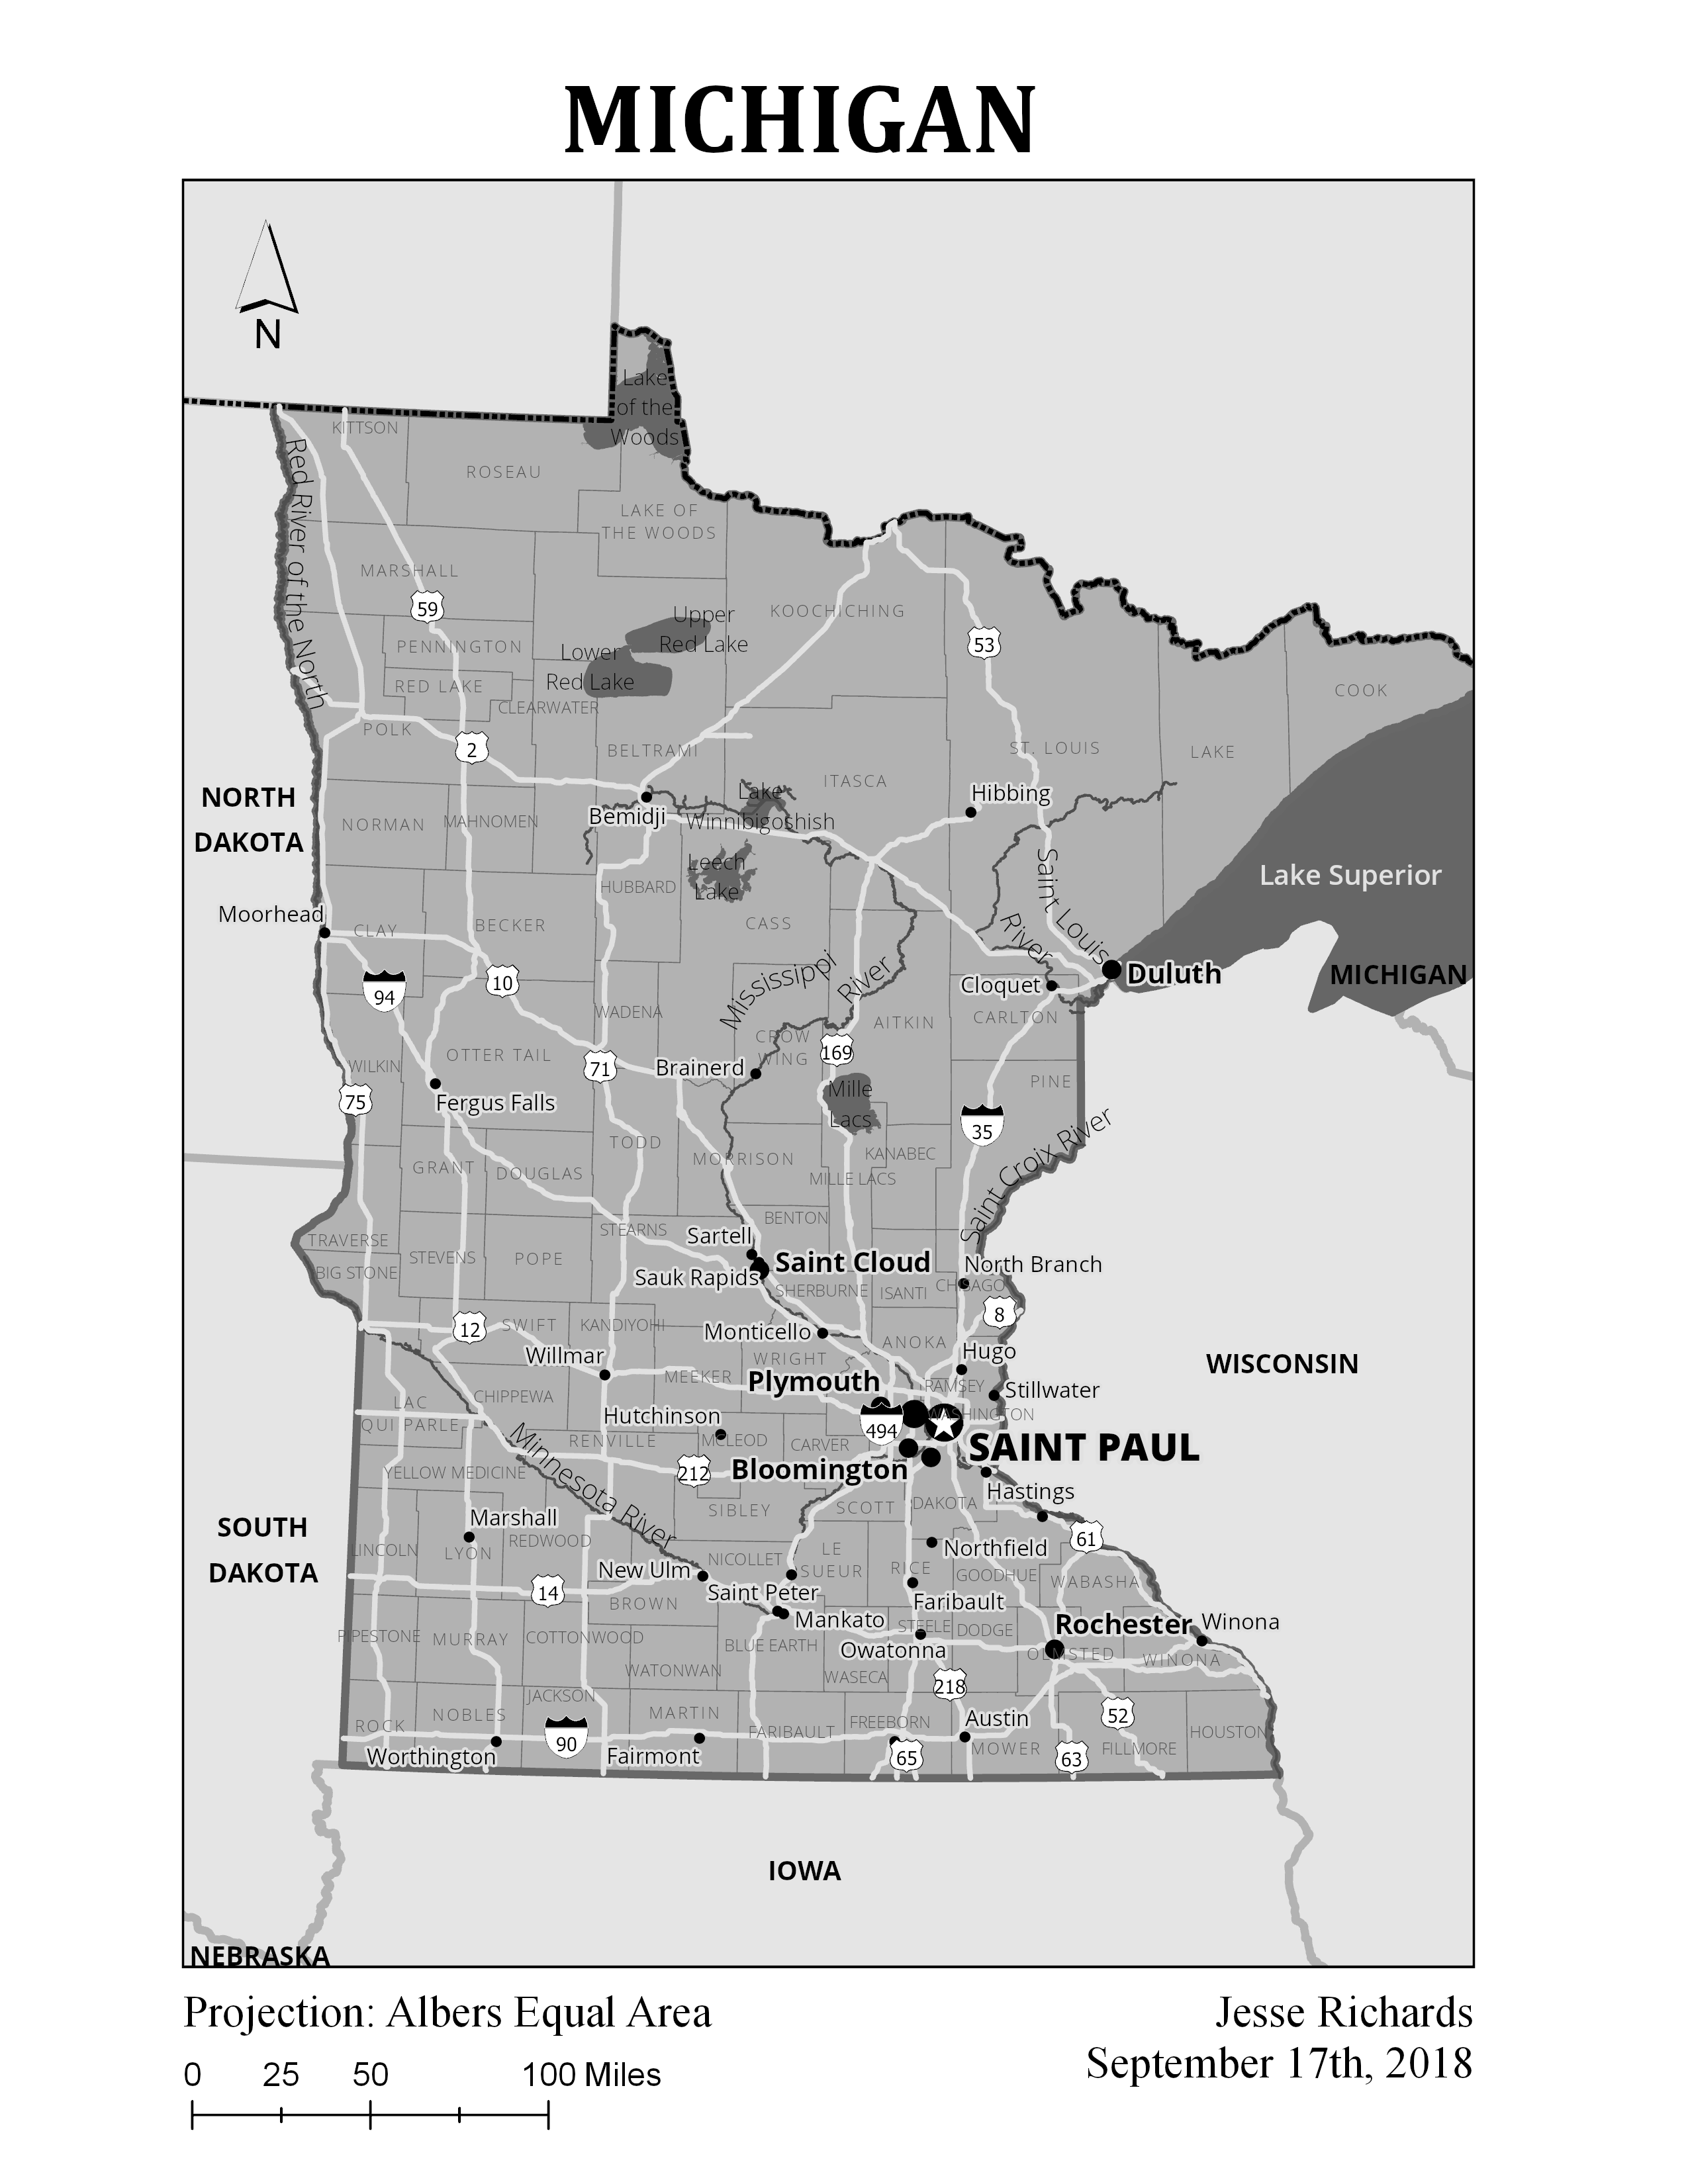 MICHIGAN
N
Lake
of the
Woods
KITTSON
Red River of the North
ROSEAU
LAKE OF
THE WOODS
MARSHALL
59
KOOCHICHING
Upper
Red Lake
53
PENNINGTON
Lower
Red Lake
RED LAKE
COOK
CLEARWATER
POLK
2
BELTRAMI
ST. LOUIS
LAKE
ITASCA
NORTH
DAKOTA
Lake
Winnibigoshish
Hibbing
Bemidji
NORMAN
MAHNOMEN
Leech
Lake
HUBBARD
Saint Louis
River
Lake Superior
Moorhead
CLAY
BECKER
CASS
Mississippi
River
94
10
Duluth
MICHIGAN
Cloquet
WADENA
AITKIN
CARLTON
CROW
WING
169
OTTER TAIL
WILKIN
71
Brainerd
PINE
75
Fergus Falls
Mille
Lacs
35
Saint Croix River
TODD
GRANT
DOUGLAS
MORRISON
KANABEC
MILLE LACS
BENTON
STEARNS
Sartell
TRAVERSE
STEVENS
POPE
Saint Cloud
North Branch
BIG STONE
Sauk Rapids
SHERBURNE
ISANTI
CHISAGO
8
12
SWIFT
KANDIYOHI
Monticello
ANOKA
Willmar
WRIGHT
Hugo
WISCONSIN
MEEKER
Plymouth
RAMSEY
Stillwater
LAC
QUI PARLE
CHIPPEWA
Hutchinson
WASHINGTON
494
RENVILLE
MCLEOD
CARVER
SAINT PAUL
Minnesota River
YELLOW MEDICINE
212
Bloomington
Hastings
SIBLEY
SCOTT
DAKOTA
SOUTH
DAKOTA
Marshall
61
LINCOLN
LYON
REDWOOD
Northfield
NICOLLET
LE
SUEUR
RICE
GOODHUE
WABASHA
New Ulm
14
Saint Peter
BROWN
Faribault
Mankato
STEELE
DODGE
Rochester
Winona
PIPESTONE
MURRAY
COTTONWOOD
BLUE EARTH
Owatonna
OLMSTED
WINONA
WATONWAN
WASECA
218
JACKSON
ROCK
NOBLES
MARTIN
FARIBAULT
FREEBORN
Austin
52
HOUSTON
90
Worthington
Fairmont
65
MOWER
63
FILLMORE
IOWA
NEBRASKA
Projection: Albers Equal Area
Jesse Richards
September 17th, 2018
0 25 50 100 Miles